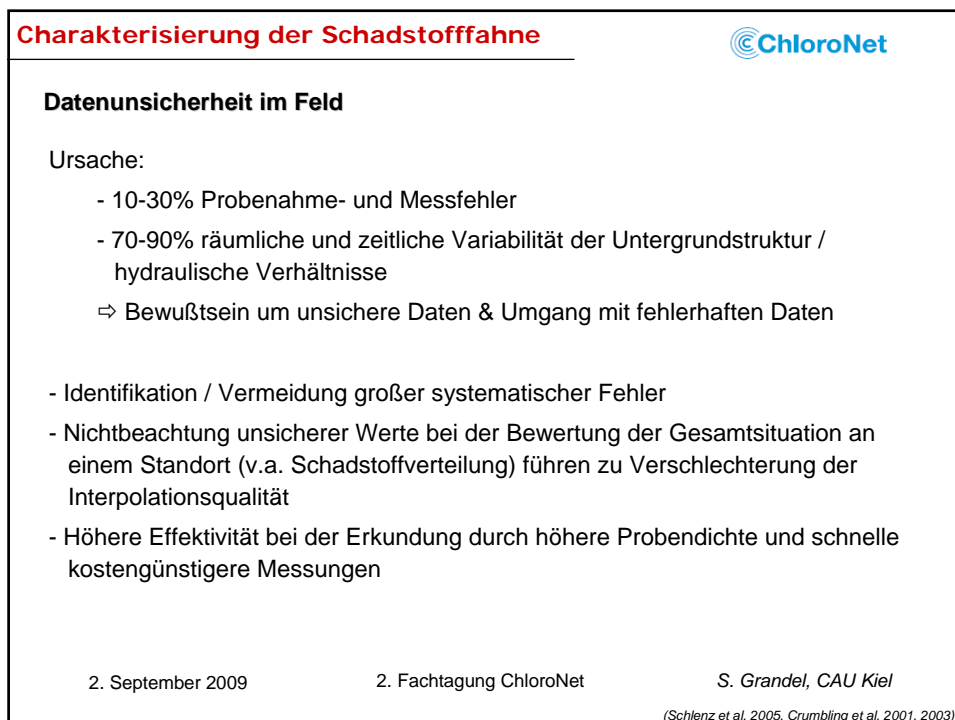 Charakterisierung der Schadstofffahne
ChloroNet
Datenunsicherheit im Feld
Ursache:
- 10-30% Probenahme- und Messfehler
- 70-90% räumliche und zeitliche Variabilität der Untergrundstruktur /
hydraulische Verhältnisse
⇨ Bewußtsein um unsichere Daten & Umgang mit fehlerhaften Daten
- Identifikation / Vermeidung großer systematischer Fehler
- Nichtbeachtung unsicherer Werte bei der Bewertung der Gesamtsituation an
einem Standort (v.a. Schadstoffverteilung) führen zu Verschlechterung der
Interpolationsqualität
- Höhere Effektivität bei der Erkundung durch höhere Probendichte und schnelle
kostengünstigere Messungen
2. September 2009 2. Fachtagung ChloroNet S. Grandel, CAU Kiel
(Schlenz et al. 2005, Crumbling et al. 2001, 2003)